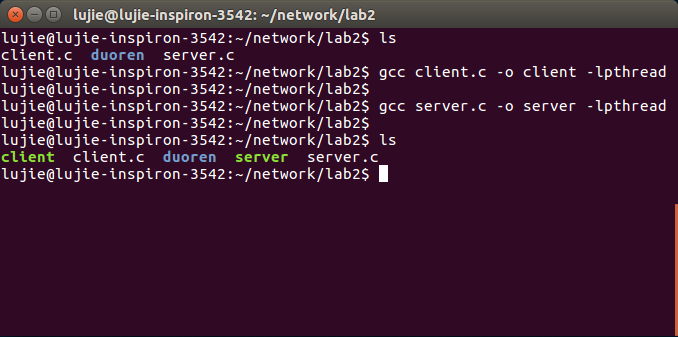 lujie@lujie-inspiron-3542: ~/network/lab2
lujie@lujie-inspiron-3542:~/network/lab2$ ls
client.c  duoren  server.c
lujie@lujie-inspiron-3542:~/network/lab2$ gcc client.c -o client -lpthread
lujie@lujie-inspiron-3542:~/network/lab2$
lujie@lujie-inspiron-3542:~/network/lab2$ gcc server.c -o server -lpthread
lujie@lujie-inspiron-3542:~/network/lab2$
lujie@lujie-inspiron-3542:~/network/lab2$ ls
client  client.c  duoren  server  server.c
lujie@lujie-inspiron-3542:~/network/lab2$